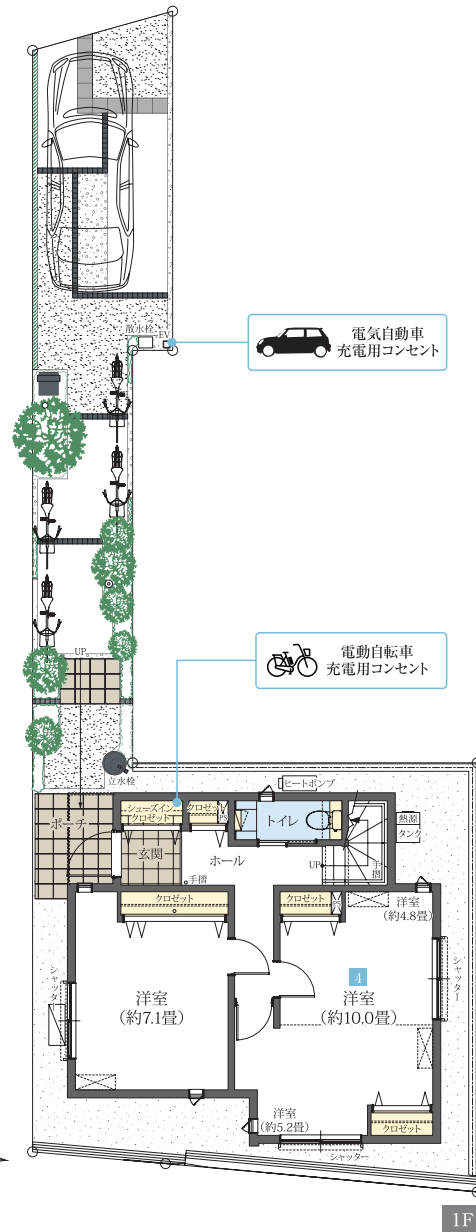 散水栓
EV
電気自動車
充電用コンセント
UP
電動自転車
充電用コンセント
立水栓
ヒートポンプ
シューズイン
クロゼット
クロゼット
PS
トイレ
熱源
タンク
ポーチ
玄関
ホール
UP
手摺
手摺
クロゼット
クロゼット
PS
洋室
(約4.8畳)
シャッター
シャッター
4
洋室
(約7.1畳)
洋室
(約10.0畳)
洋室
(約5.2畳)
クロゼット
シャッター
1F